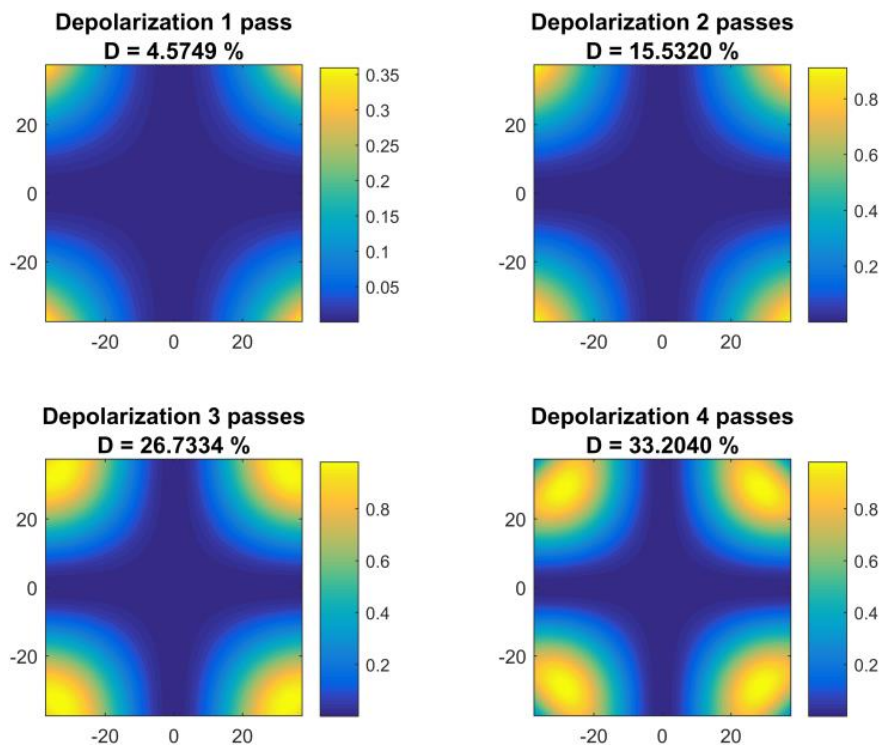 Depolarization 1 pass
D = 4.5749 %
20
0
-20
-20 0 20
0.35
0.3
0.25
0.2
0.15
0.1
0.05
Depolarization 2 passes
D = 15.5320 %
20
0
-20
-20 0 20
0.8
0.6
0.4
0.2
Depolarization 3 passes
D = 26.7334 %
20
0
-20
-20 0 20
0.8
0.6
0.4
0.2
Depolarization 4 passes
D = 33.2040 %
20
0
-20
-20 0 20
0.8
0.6
0.4
0.2